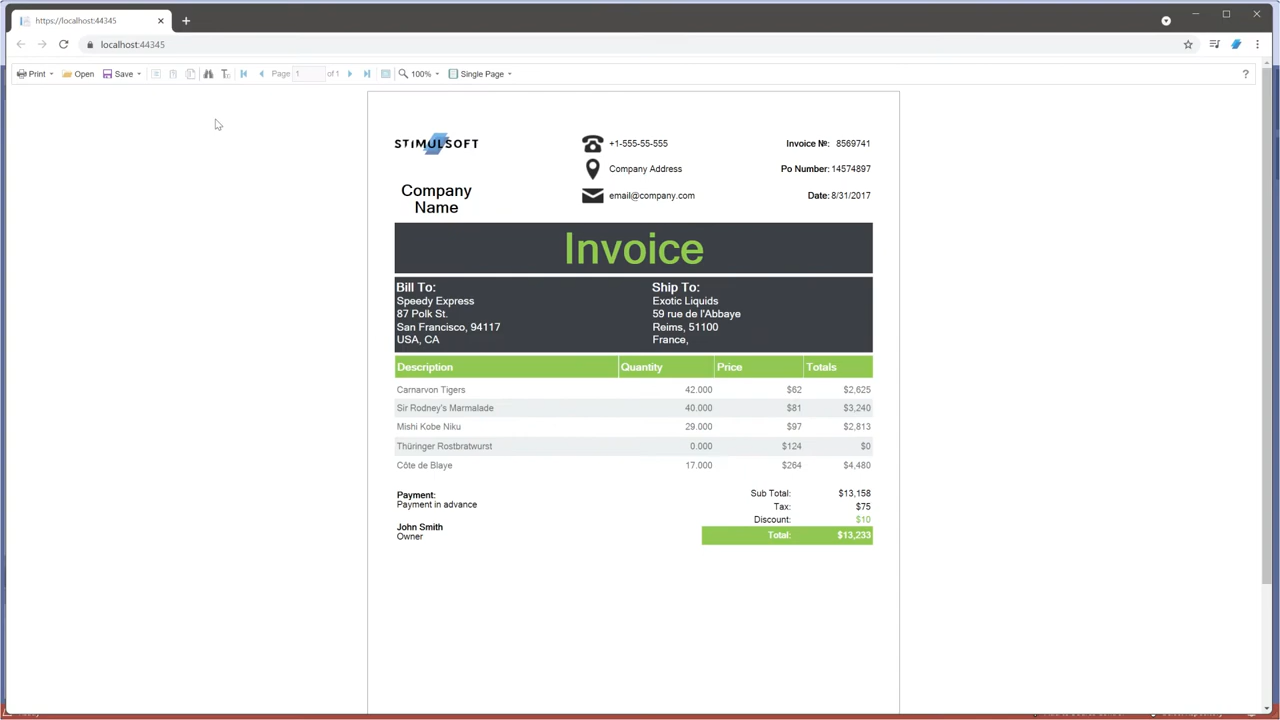 https://localhost:44345
localhost:44345
Print Open Save Page 1 of 1 100% Single Page ?
STIMULSOFT
+1-555-55-555
Invoice №: 8569741
Company Address
Po Number: 14574897
Company
Name
email@company.com
Date: 8/31/2017
Invoice
Bill To:
Speedy Express
87 Polk St.
San Francisco, 94117
USA, CA
Ship To:
Exotic Liquids
59 rue de l'Abbaye
Reims, 51100
France,
Description Quantity Price Totals
Carnarvon Tigers 42.000 $62 $2,625
Sir Rodney's Marmalade 40.000 $81 $3,240
Mishi Kobe Niku 29.000 $97 $2,813
Thüringer Rostbratwurst 0.000 $124 $0
Côte de Blaye 17.000 $264 $4,480
Payment:
Payment in advance
John Smith
Owner
Sub Total: $13,158
Tax: $75
Discount: $10
Total: $13,233